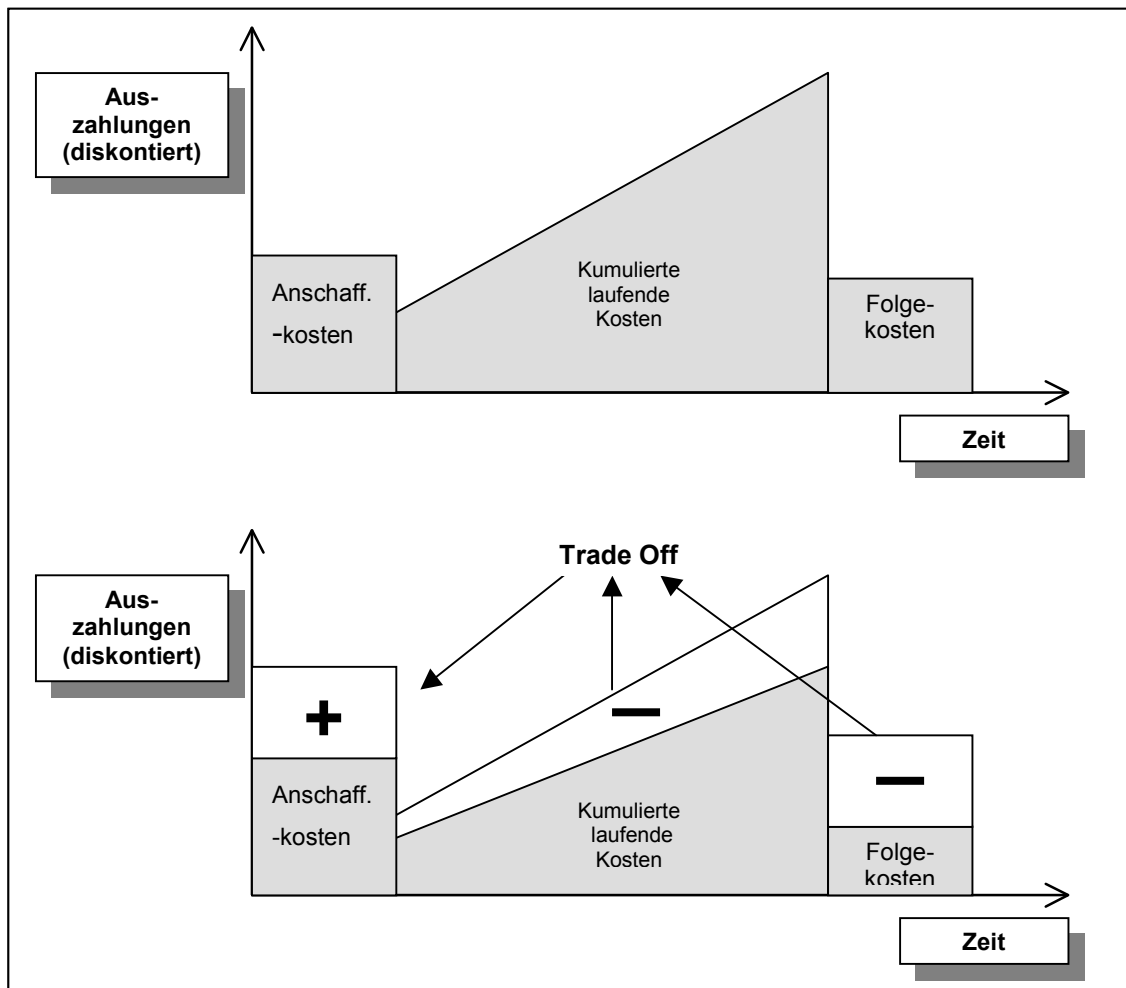 Aus-
zahlungen
(diskontiert)
Anschaff.
-kosten
Kumulierte
laufende
Kosten
Folge-
kosten
Zeit
Trade Off
Aus-
zahlungen
(diskontiert)
+
Anschaff.
-kosten
—
Kumulierte
laufende
Kosten
—
Folge-
kosten
Zeit